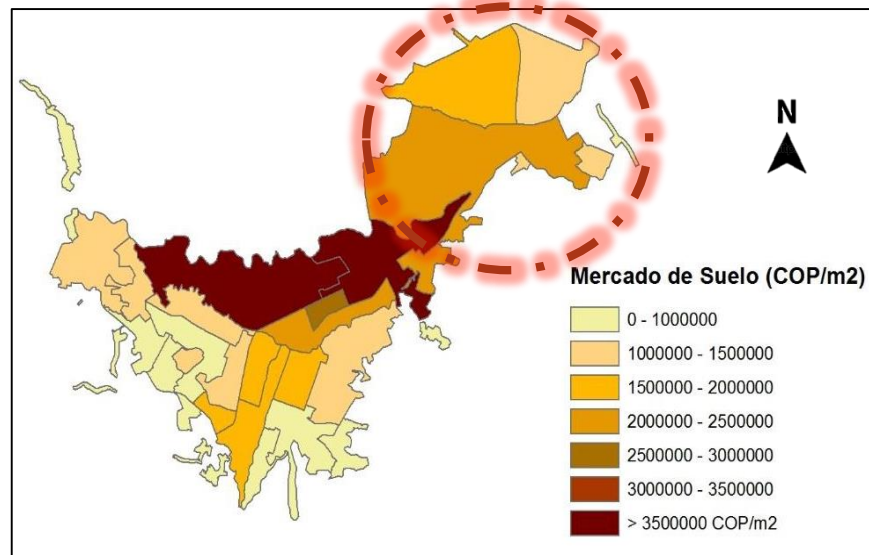 N
Mercado de Suelo (COP/m2)
0 - 1000000
1000000 - 1500000
1500000 - 2000000
2000000 - 2500000
2500000 - 3000000
3000000 - 3500000
> 3500000 COP/m2